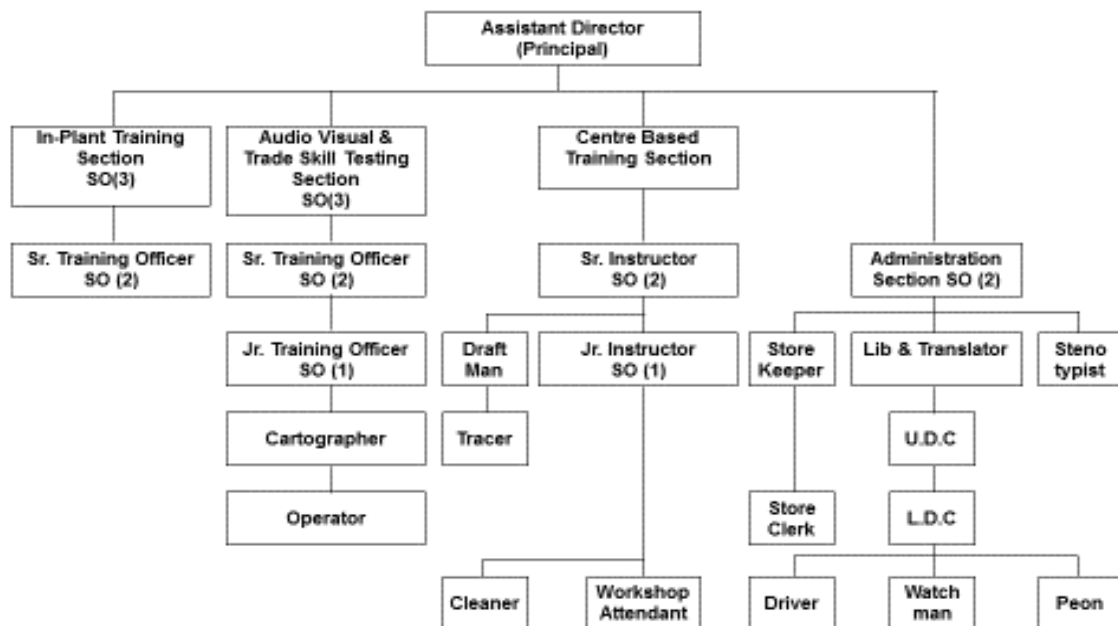 Assistant Director
(Principal)
In-Plant Training
Section
SO(3)
Audio Visual &
Trade Skill Testing
Section
SO(3)
Centre Based
Training Section
Sr. Training Officer
SO (2)
Sr. Training Officer
SO (2)
Sr. Instructor
SO (2)
Administration
Section SO (2)
Jr. Training Officer
SO (1)
Draft
Man
Jr. Instructor
SO (1)
Store
Keeper
Lib & Translator
Steno
typist
Cartographer
Tracer
U.D.C
Operator
Store
Clerk
L.D.C
Cleaner
Workshop
Attendant
Driver
Watch
man
Peon